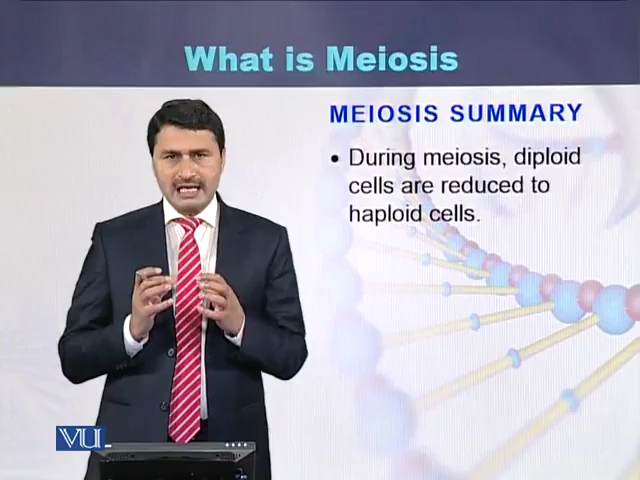 What is Meiosis
MEIOSIS SUMMARY
• During meiosis, diploid
cells are reduced to
haploid cells.
VU